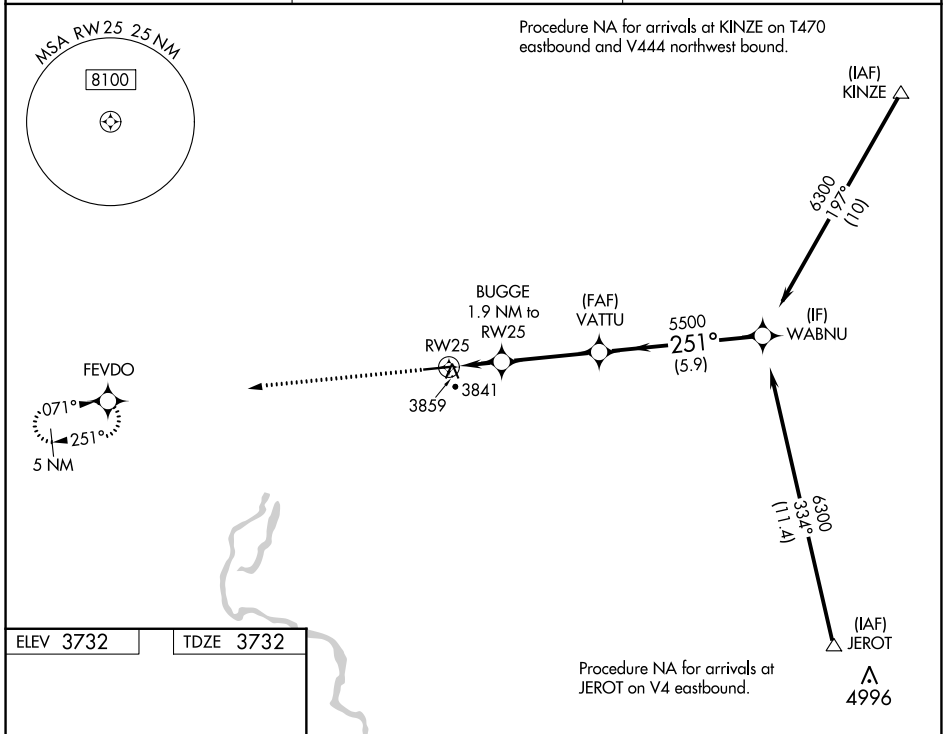 MSA RW25 25 NM
8100
Procedure NA for arrivals at KINZE on T470
eastbound and V444 northwest bound.
(IAF)
KINZE
6300
197°
(10)
BUGGE
1.9 NM to
RW25
(FAF)
VATTU
5500
251°
(5.9)
(IF)
WABNU
RW25
3859
3841
FEVDO
071°
251°
5 NM
6300
334°
(11.4)
(IAF)
JEROT
4996
Procedure NA for arrivals at
JEROT on V4 eastbound.
ELEV 3732
TDZE 3732